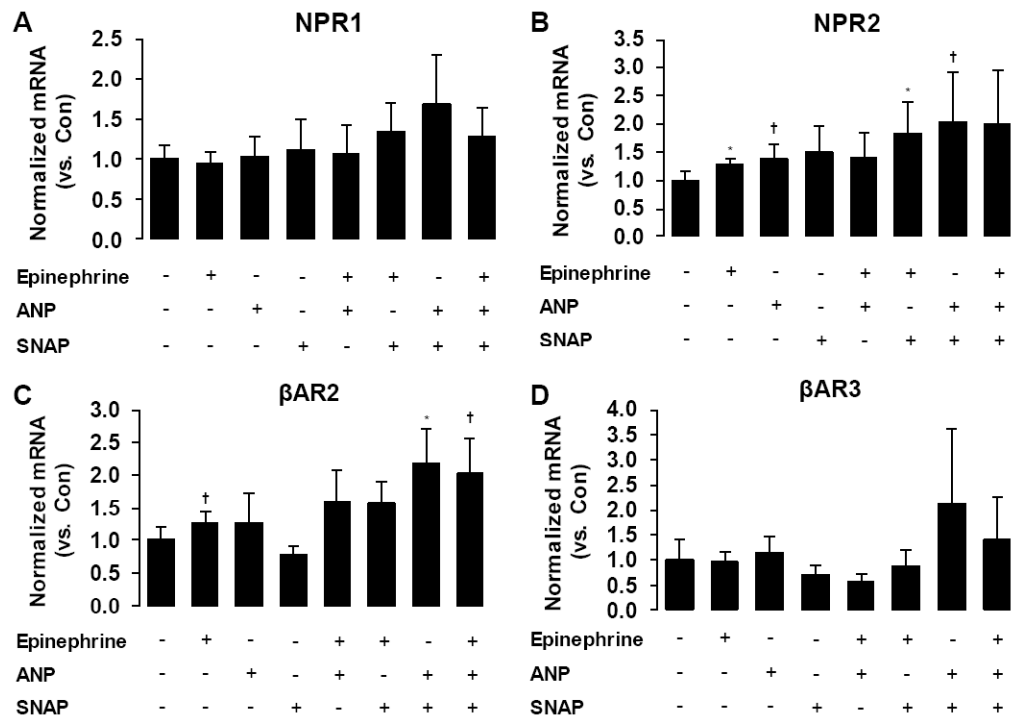 A
NPR1
Normalized mRNA
(vs. Con)
2.5
2.0
1.5
1.0
0.5
0.0
Epinephrine - + - - + + - +
ANP - - + - + - + +
SNAP - - - + - + + +
B
NPR2
Normalized mRNA
(vs. Con)
3.5
3.0
2.5
2.0
1.5
1.0
0.5
0.0
* † * †
Epinephrine - + - - + + - +
ANP - - + - + - + +
SNAP - - - + - + + +
C
βAR2
Normalized mRNA
(vs. Con)
3.0
2.5
2.0
1.5
1.0
0.5
0.0
† * †
Epinephrine - + - - + + - +
ANP - - + - + - + +
SNAP - - - + - + + +
D
βAR3
Normalized mRNA
(vs. Con)
4.0
3.5
3.0
2.5
2.0
1.5
1.0
0.5
0.0
Epinephrine - + - - + + - +
ANP - - + - + - + +
SNAP - - - + - + + +